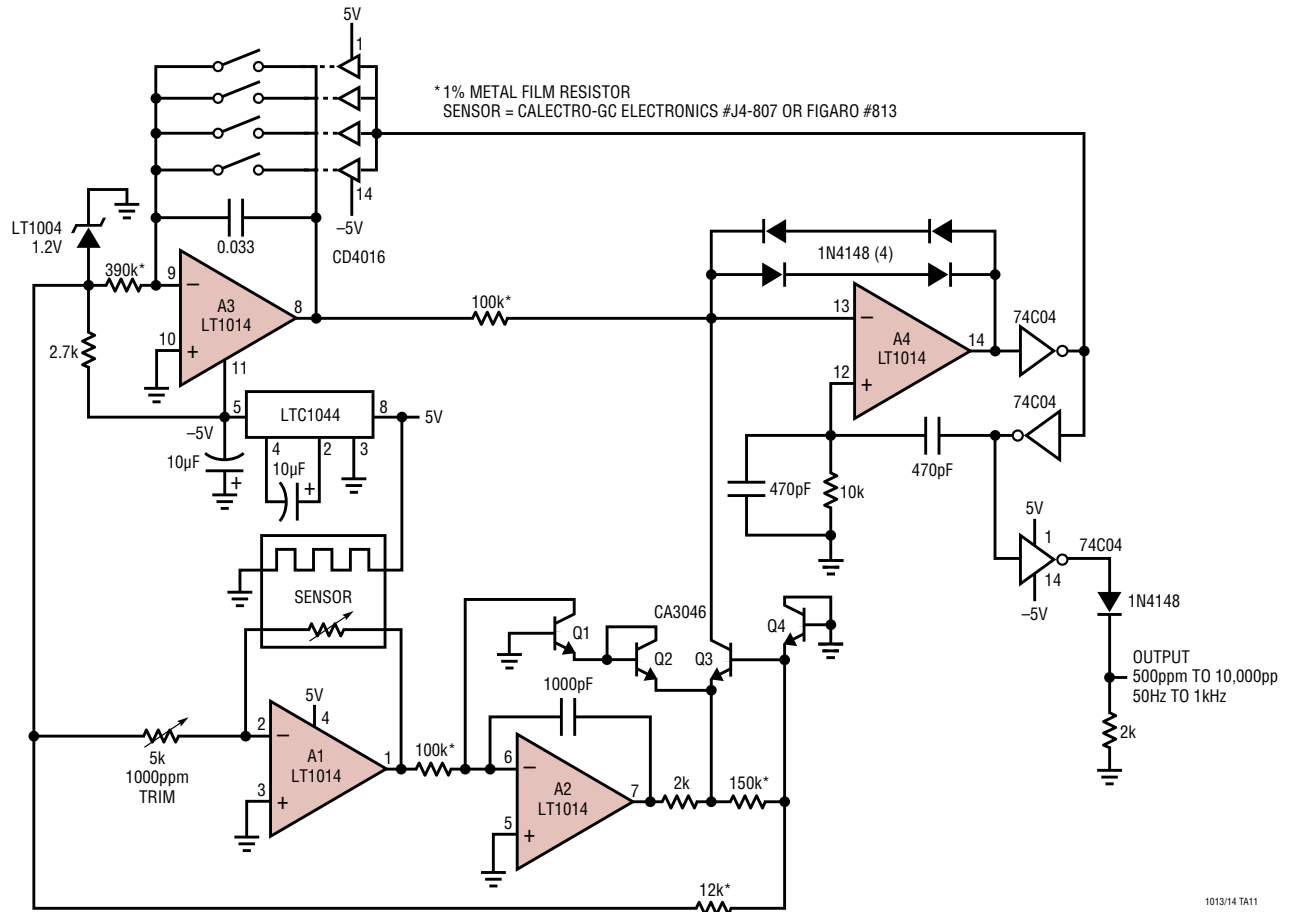 5V
1
* 1% METAL FILM RESISTOR
SENSOR = CALECTRO-GC ELECTRONICS #J4-807 OR FIGARO #813
14
–5V
CD4016
LT1004
1.2V
0.033
390k*
9
–
A3
LT1014
8
10
+
11
2.7k
100k*
1N4148 (4)
13
–
A4
LT1014
14
12
+
74C04
74C04
5
LTC1044
8
5V
–5V
4
2
3
10µF
+
10µF
+
470pF
470pF
10k
5V
1
74C04
14
–5V
1N4148
OUTPUT
500ppm TO 10,000pp
50Hz TO 1kHz
2k
SENSOR
CA3046
Q1
Q2
Q3
Q4
1000pF
5V
4
5k
1000ppm
TRIM
2
–
A1
LT1014
1
3
+
100k*
6
–
A2
LT1014
7
5
+
2k
150k*
12k*
1013/14 TA11